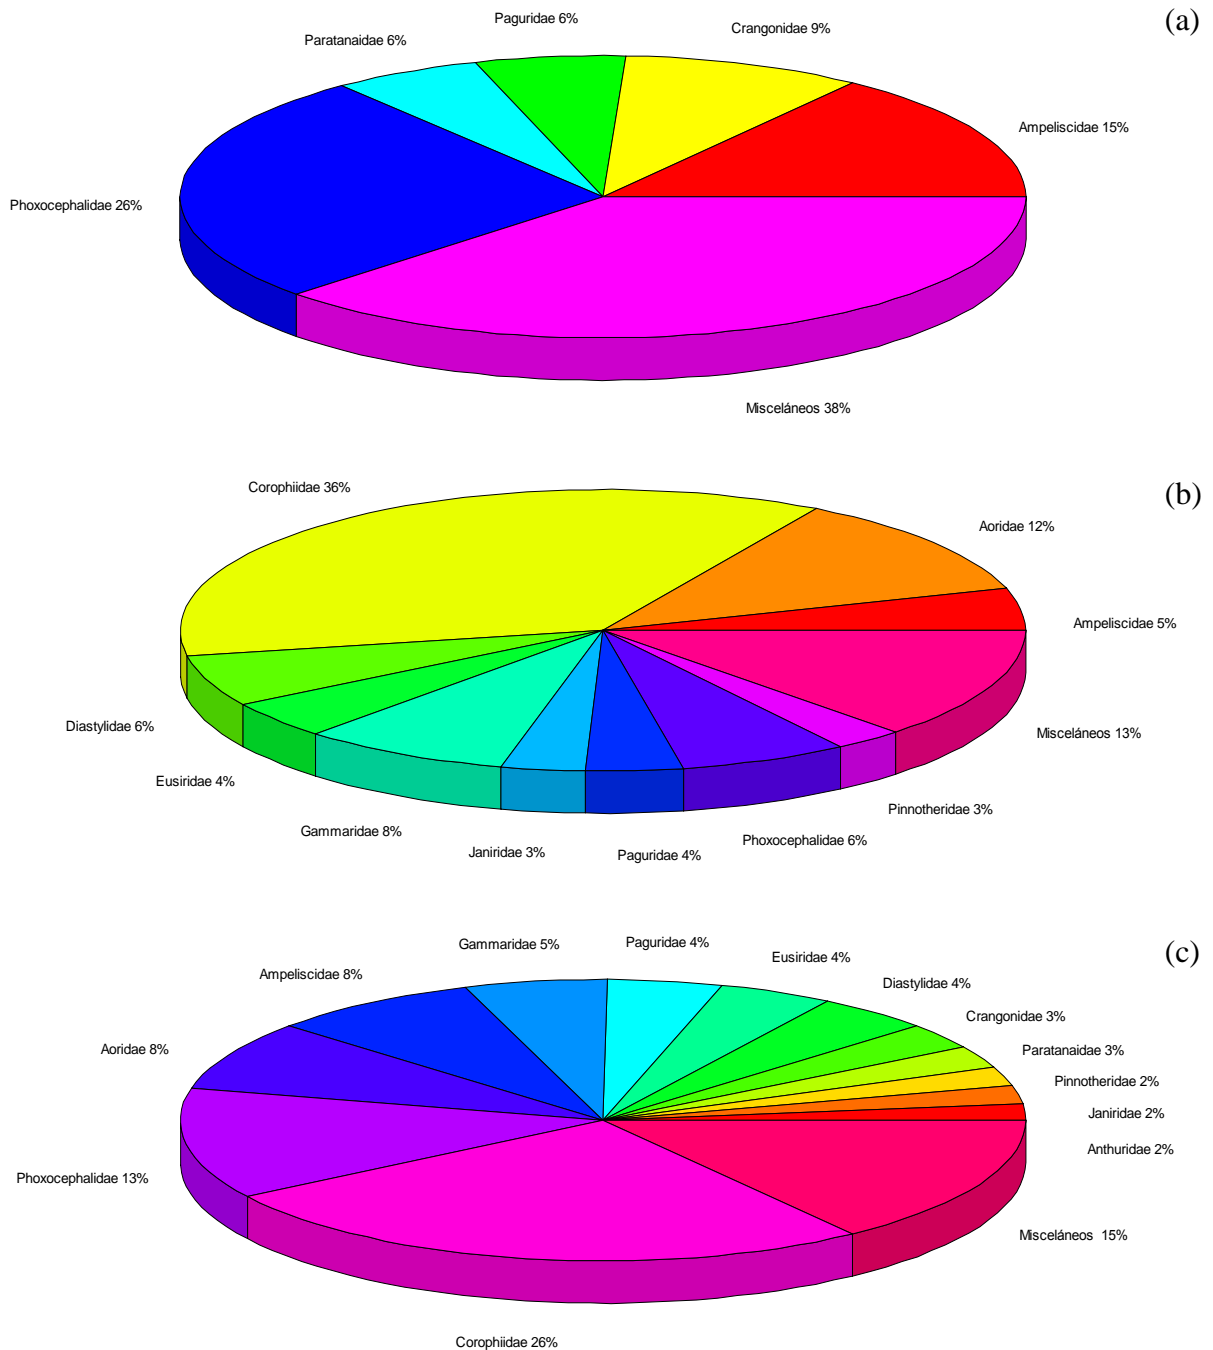 (a)
Paguridae 6%
Crangonidae 9%
Paratanaidae 6%
Ampeliscidae 15%
Phoxocephalidae 26%
Misceláneos 38%
(b)
Corophiidae 36%
Aoridae 12%
Ampeliscidae 5%
Diastylidae 6%
Misceláneos 13%
Eusiridae 4%
Pinnotheridae 3%
Gammaridae 8%
Phoxocephalidae 6%
Janiridae 3%
Paguridae 4%
(c)
Gammaridae 5%
Paguridae 4%
Eusiridae 4%
Ampeliscidae 8%
Diastylidae 4%
Crangonidae 3%
Aoridae 8%
Paratanaidae 3%
Pinnotheridae 2%
Janiridae 2%
Anthuridae 2%
Phoxocephalidae 13%
Misceláneos 15%
Corophiidae 26%